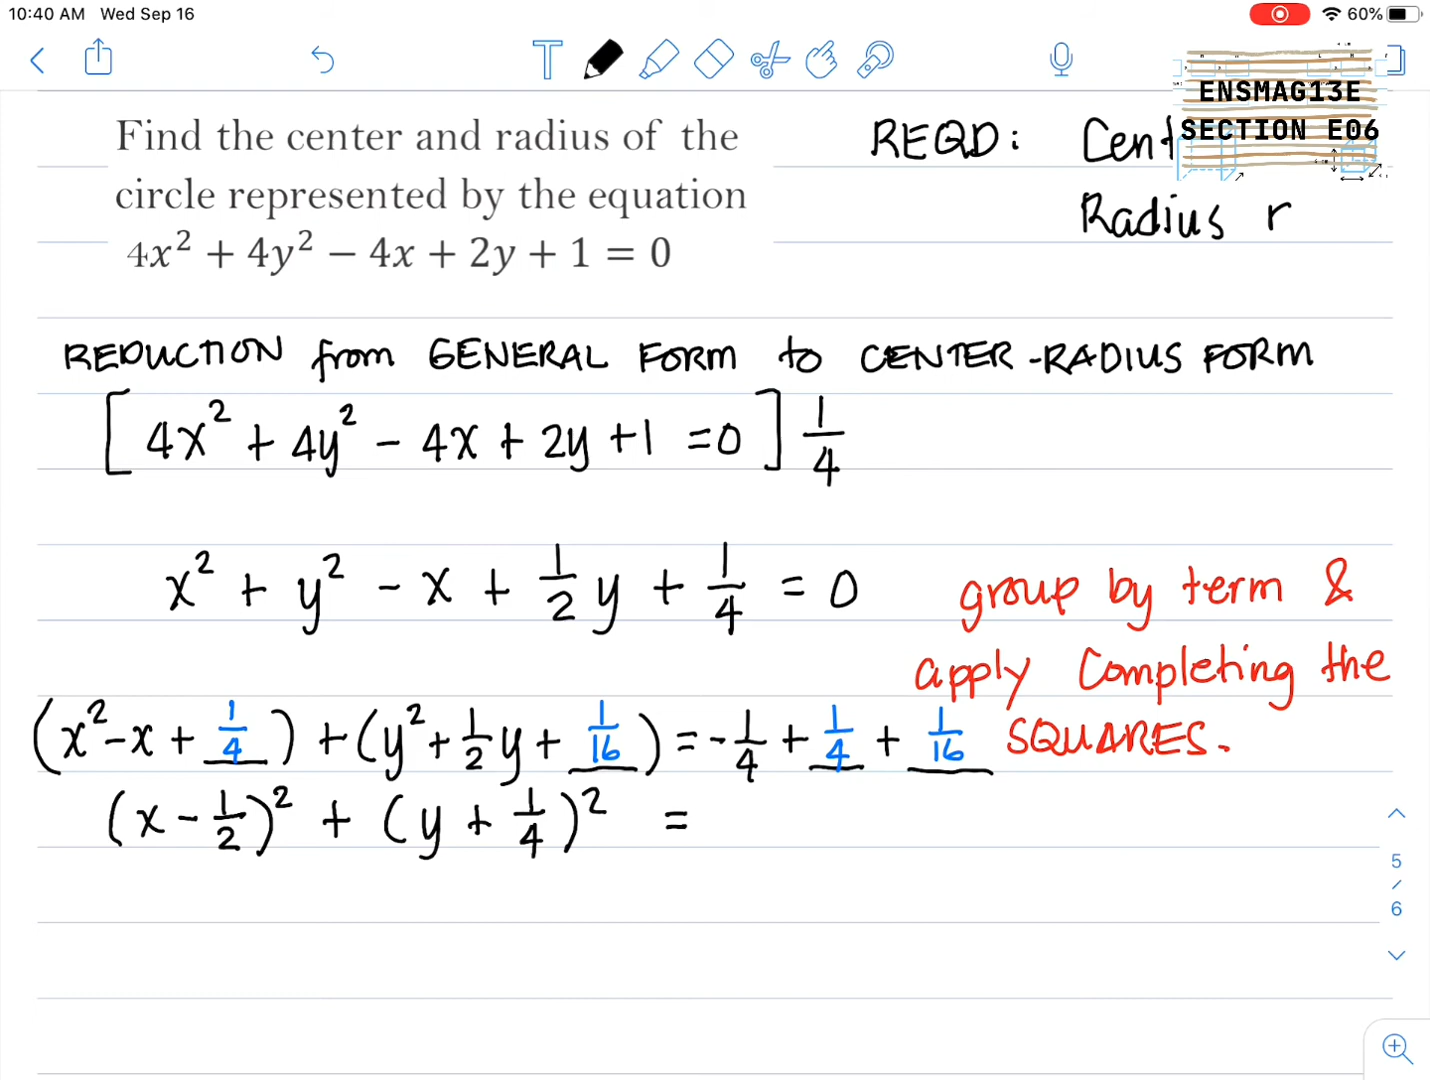 10:40 AM Wed Sep 16
60%
ENSMAG13E
SECTION E06
Find the center and radius of the
circle represented by the equation
4x² + 4y² − 4x + 2y + 1 = 0
REQD:
Radius r
REDUCTION from GENERAL FORM to CENTER-RADIUS FORM
[4x² + 4y² - 4x + 2y +1 =0] 1/4
x² + y² - x + 1/2 y + 1/4 = 0
group by term &
apply Completing the
SQUARES.
(x²-x + 1/4) + (y² + 1/2 y + 1/16) = -1/4 + 1/4 + 1/16
(x - 1/2)² + (y + 1/4)² =
5
/
6